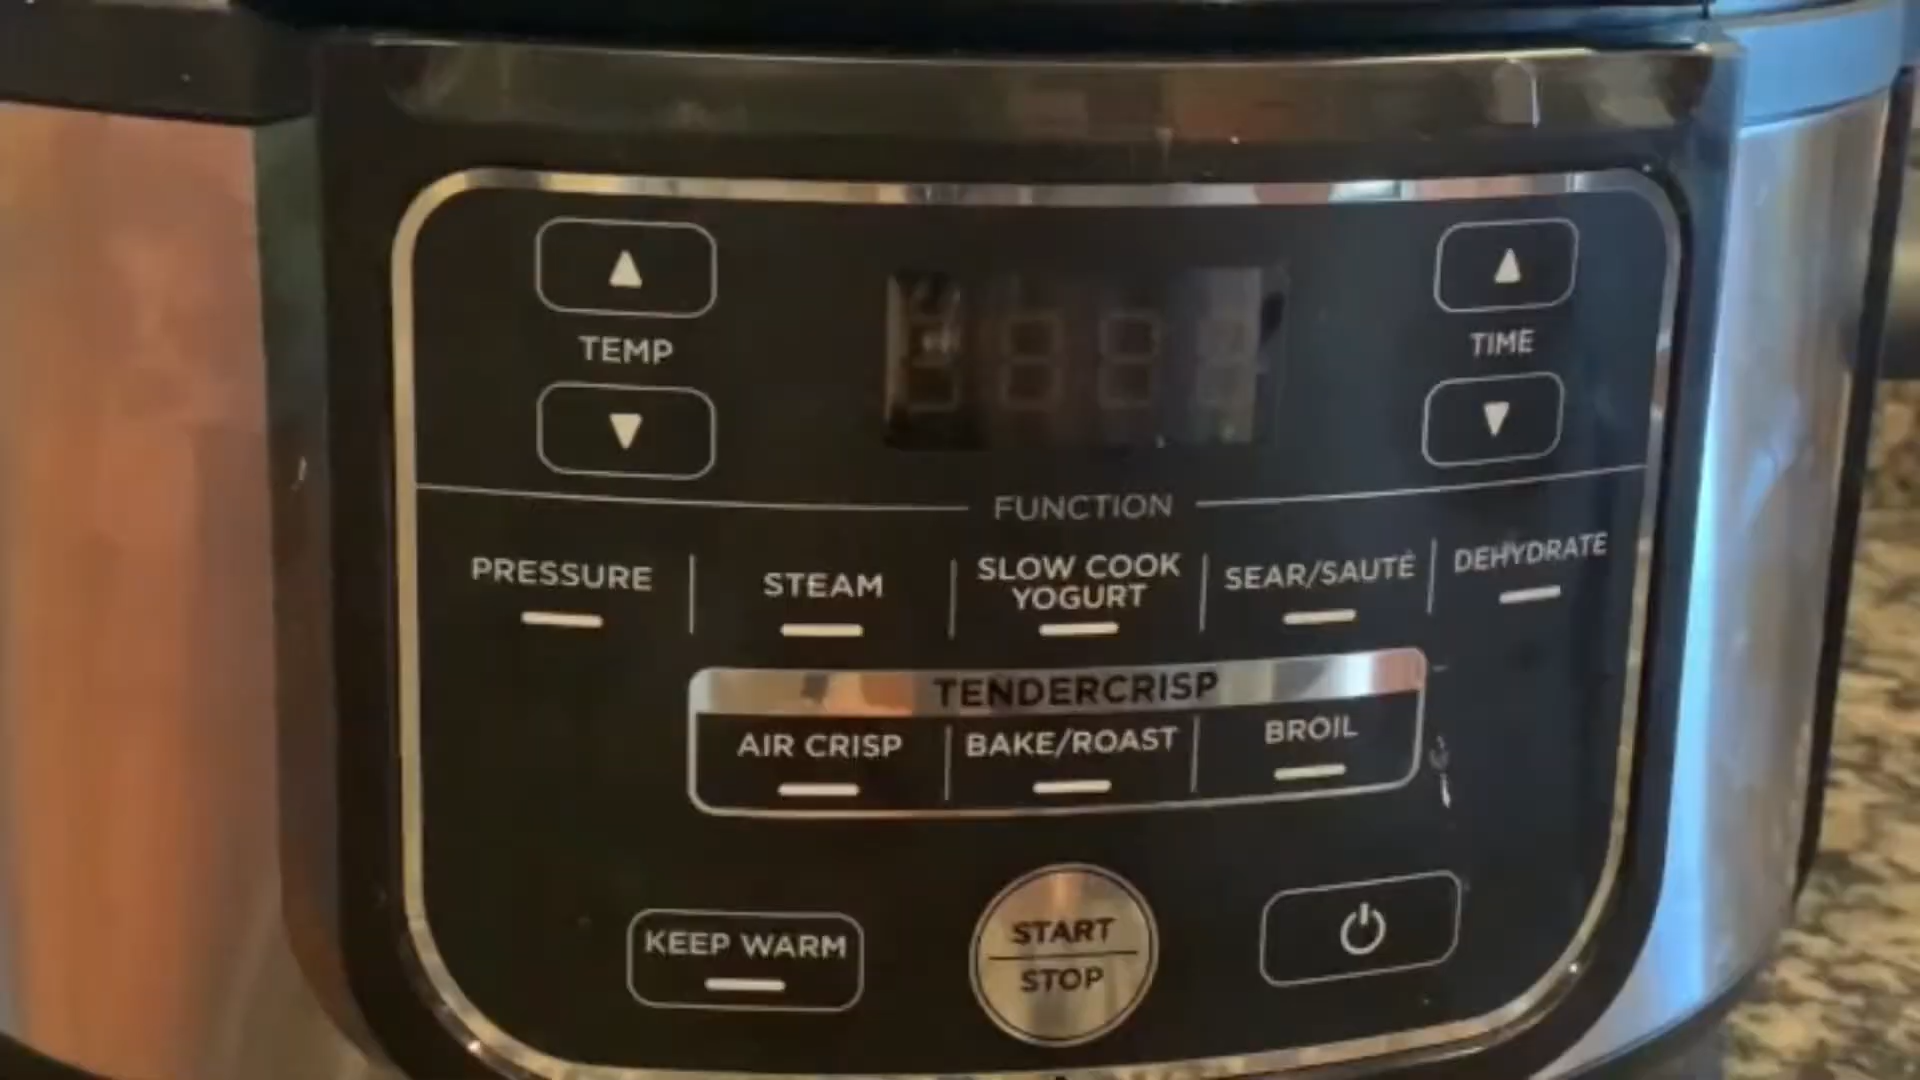 TEMP
TIME
FUNCTION
PRESSURE
STEAM
SLOW COOK
YOGURT
SEAR/SAUTÉ
DEHYDRATE
TENDERCRISP
AIR CRISP
BAKE/ROAST
BROIL
KEEP WARM
START
STOP